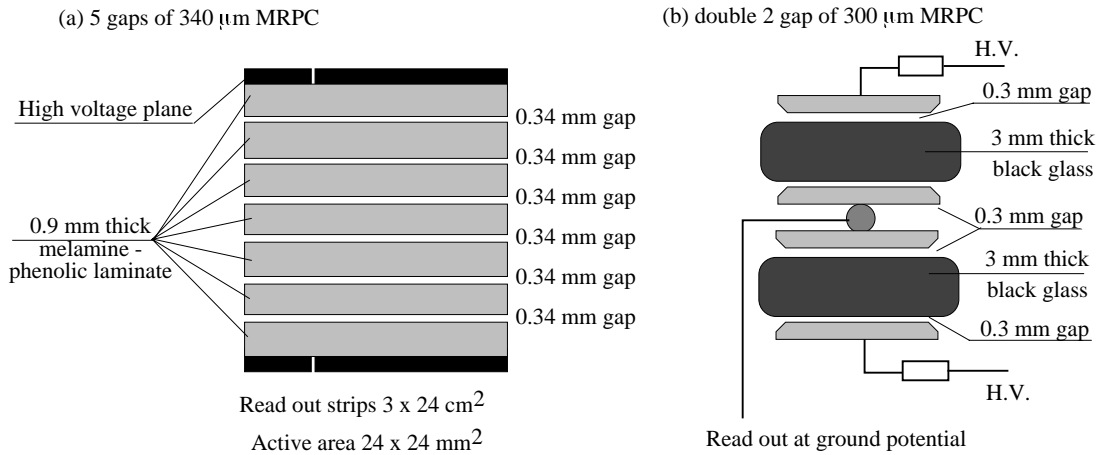 (a) 5 gaps of 340 µm MRPC
High voltage plane
0.34 mm gap
0.34 mm gap
0.34 mm gap
0.34 mm gap
0.34 mm gap
0.34 mm gap
0.9 mm thick
melamine -
phenolic laminate
Read out strips 3 x 24 cm²
Active area 24 x 24 mm²
(b) double 2 gap of 300 µm MRPC
H.V.
0.3 mm gap
3 mm thick
black glass
0.3 mm gap
3 mm thick
black glass
0.3 mm gap
H.V.
Read out at ground potential